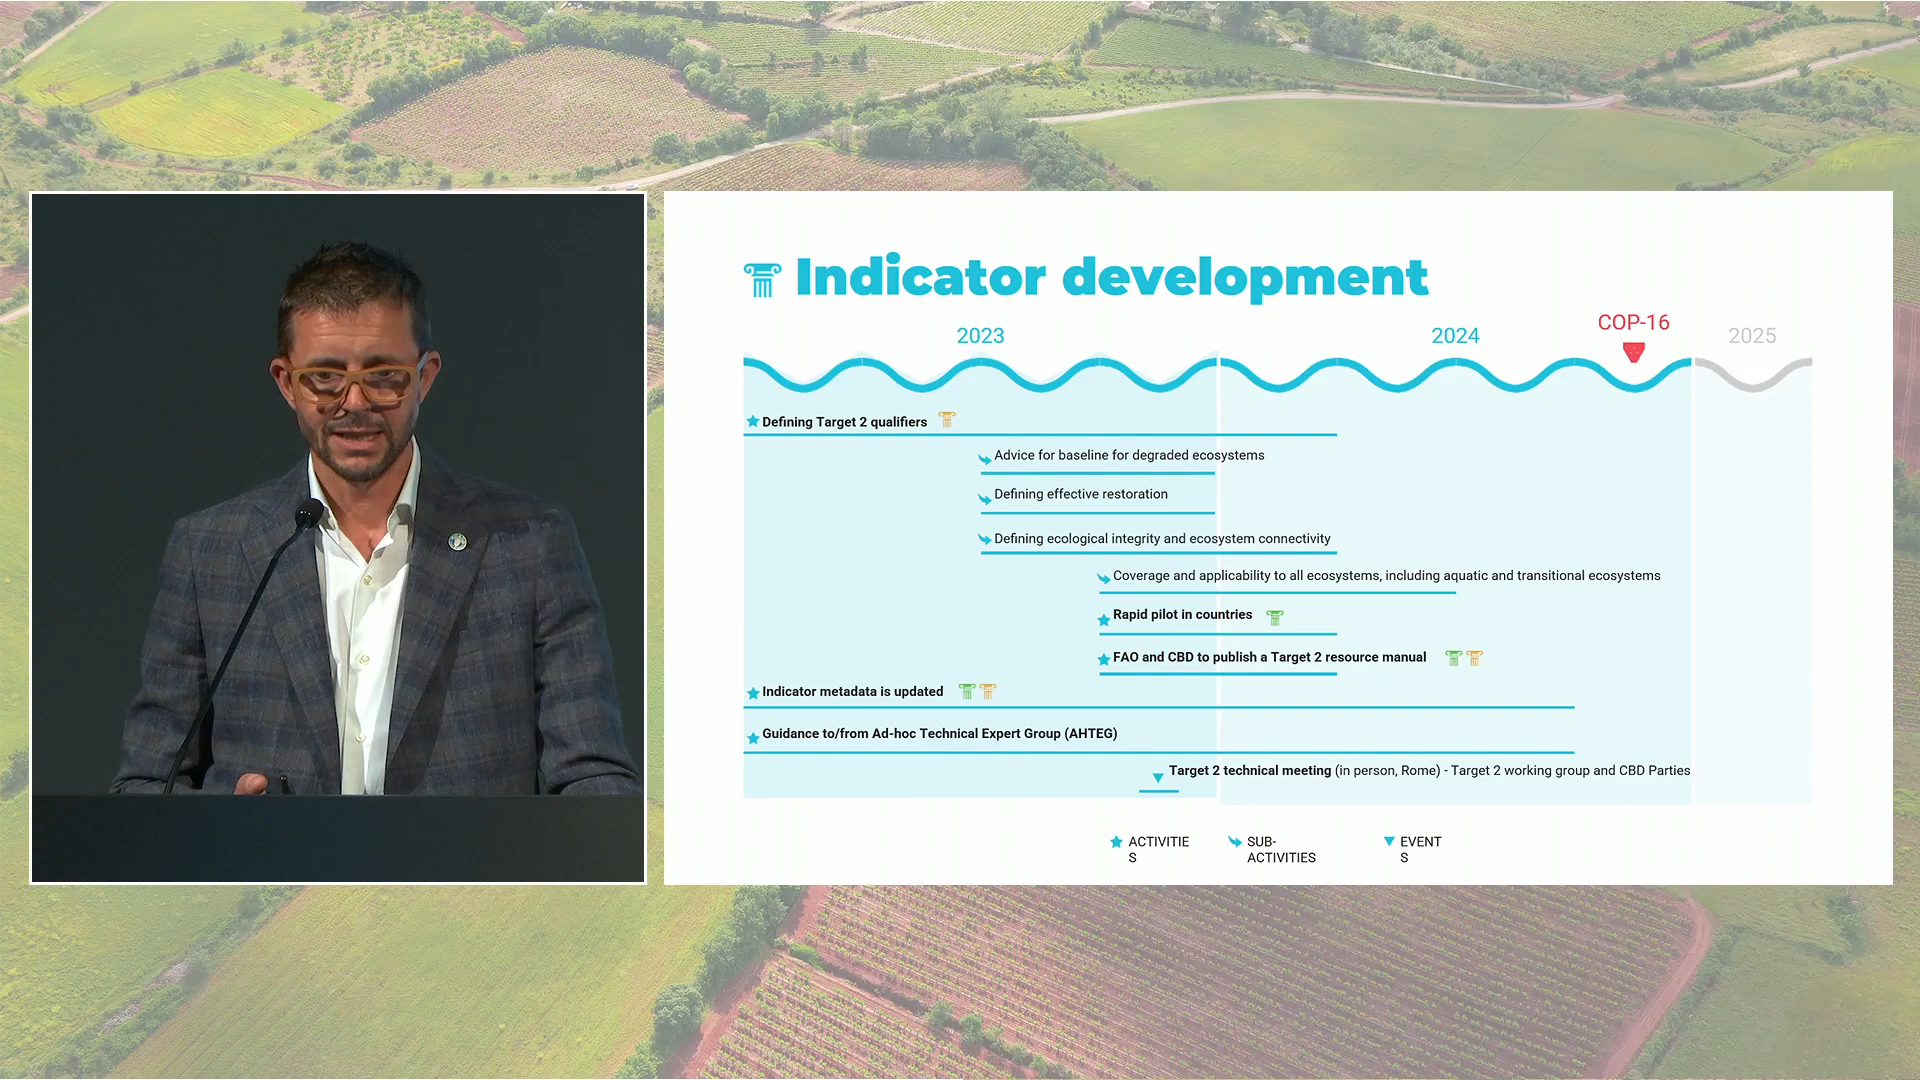 Indicator development
2023
2024
COP-16
2025
Defining Target 2 qualifiers
Advice for baseline for degraded ecosystems
Defining effective restoration
Defining ecological integrity and ecosystem connectivity
Coverage and applicability to all ecosystems, including aquatic and transitional ecosystems
Rapid pilot in countries
FAO and CBD to publish a Target 2 resource manual
Indicator metadata is updated
Guidance to/from Ad-hoc Technical Expert Group (AHTEG)
Target 2 technical meeting (in person, Rome) - Target 2 working group and CBD Parties
ACTIVITIE
S
SUB-
ACTIVITIES
EVENT
S